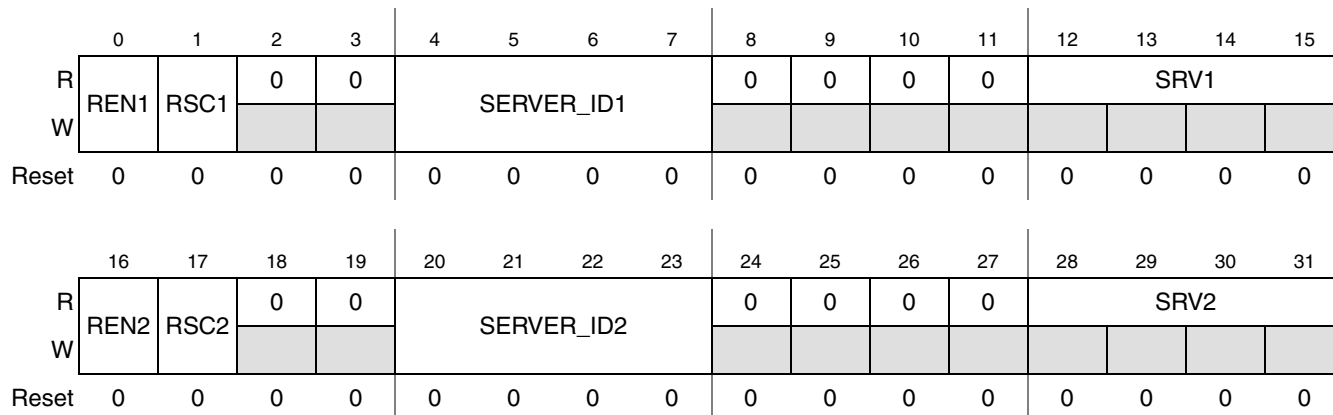 0 1 2 3 4 5 6 7 8 9 10 11 12 13 14 15
R REN1 RSC1 0 0 SERVER_ID1 0 0 0 0 SRV1
W
Reset 0 0 0 0 0 0 0 0 0 0 0 0 0 0 0 0
16 17 18 19 20 21 22 23 24 25 26 27 28 29 30 31
R REN2 RSC2 0 0 SERVER_ID2 0 0 0 0 SRV2
W
Reset 0 0 0 0 0 0 0 0 0 0 0 0 0 0 0 0